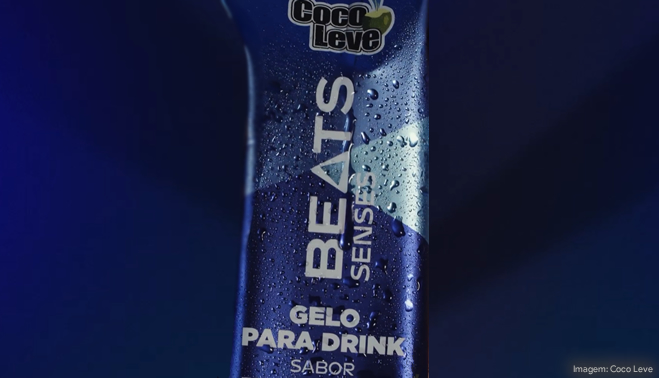 Coco
Leve
BEATS
SENSES
GELO
PARA DRINK
SABOR
Imagem: Coco Leve